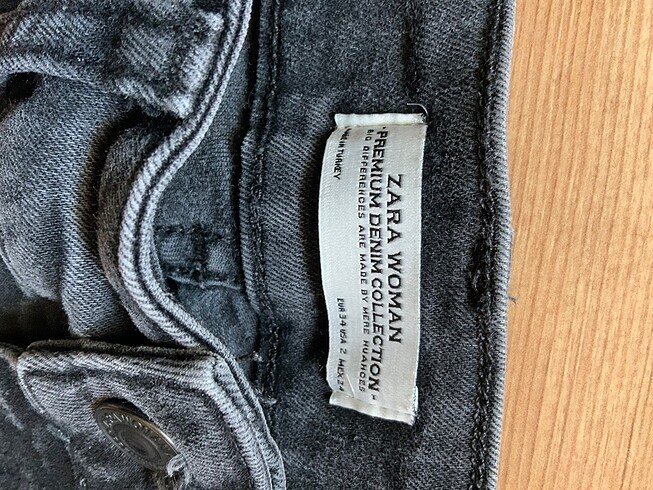 ZARA WOMAN
"PREMIUM DENIM COLLECTION"
BIG DIFFERENCES ARE MADE BY MERE NUANCES
MADE IN TURKEY
EUR 34 USA 2 MEX 24